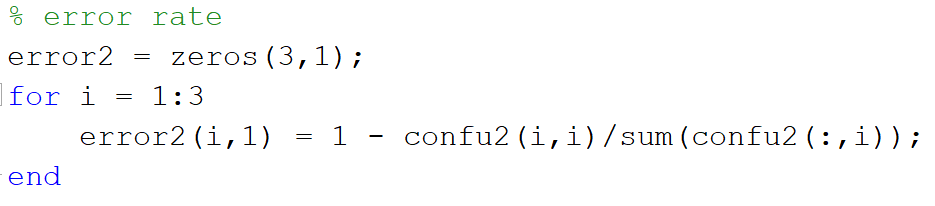 % error rate
error2 = zeros(3,1);
for i = 1:3
    error2(i,1) = 1 - confu2(i,i)/sum(confu2(:,i));
end